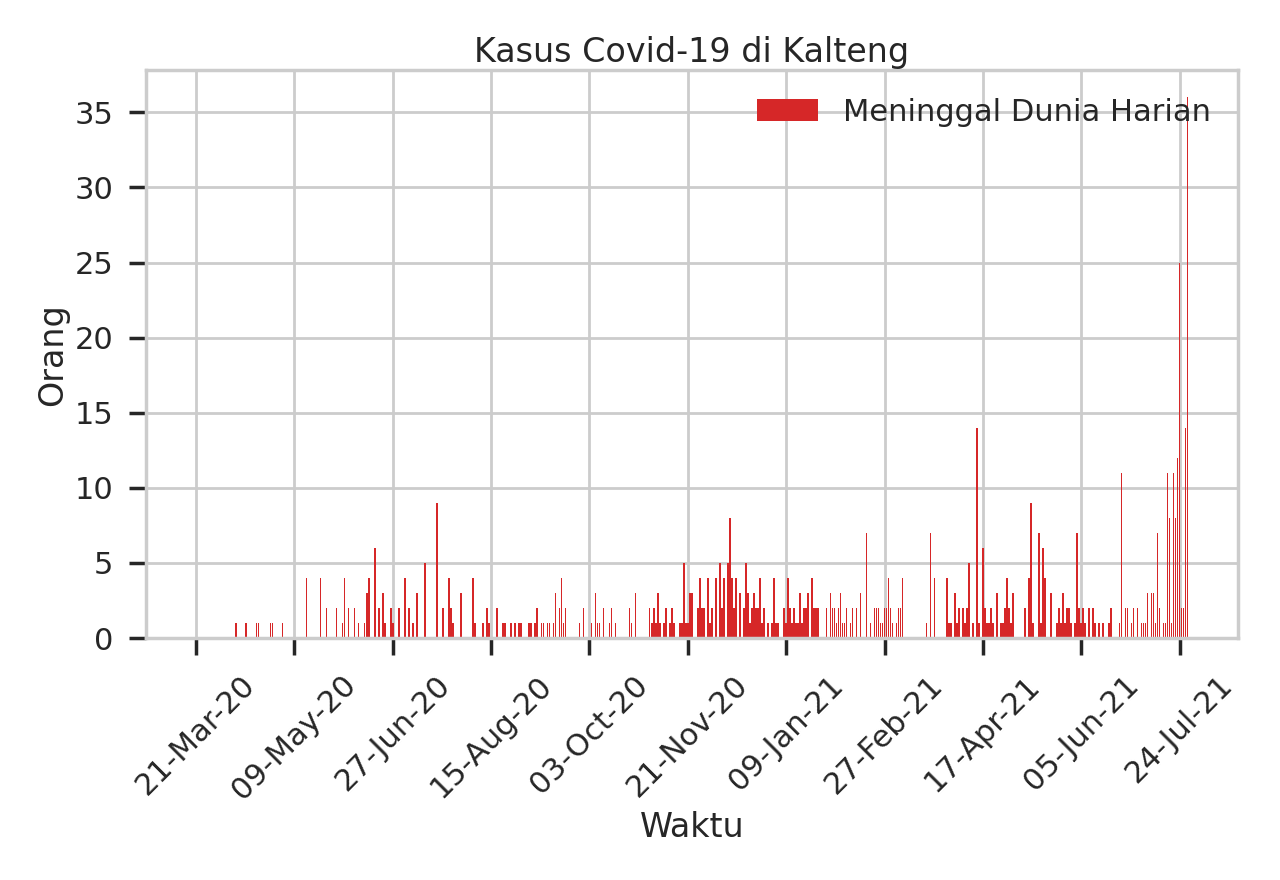 Kasus Covid-19 di Kalteng
Meninggal Dunia Harian
Orang
35
30
25
20
15
10
5
0
21-Mar-20
09-May-20
27-Jun-20
15-Aug-20
03-Oct-20
21-Nov-20
09-Jan-21
27-Feb-21
17-Apr-21
05-Jun-21
24-Jul-21
Waktu